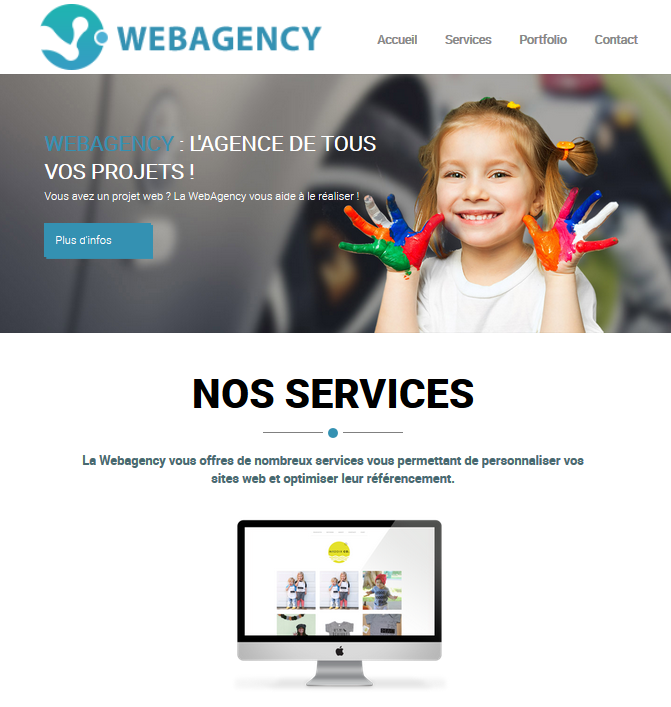 WEBAGENCY
Accueil Services Portfolio Contact
WEBAGENCY : L'AGENCE DE TOUS
VOS PROJETS !
Vous avez un projet web ? La WebAgency vous aide à le réaliser !
Plus d'infos
NOS SERVICES
La Webagency vous offres de nombreux services vous permettant de personnaliser vos
sites web et optimiser leur référencement.